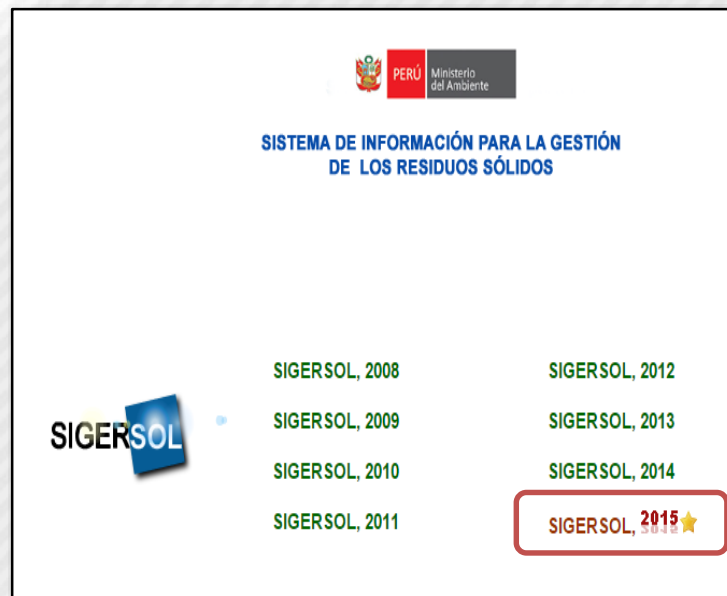 PERÚ Ministerio
del Ambiente
SISTEMA DE INFORMACIÓN PARA LA GESTIÓN
DE LOS RESIDUOS SÓLIDOS
SIGERSOL
SIGERSOL, 2008
SIGERSOL, 2009
SIGERSOL, 2010
SIGERSOL, 2011
SIGERSOL, 2012
SIGERSOL, 2013
SIGERSOL, 2014
SIGERSOL, 2015